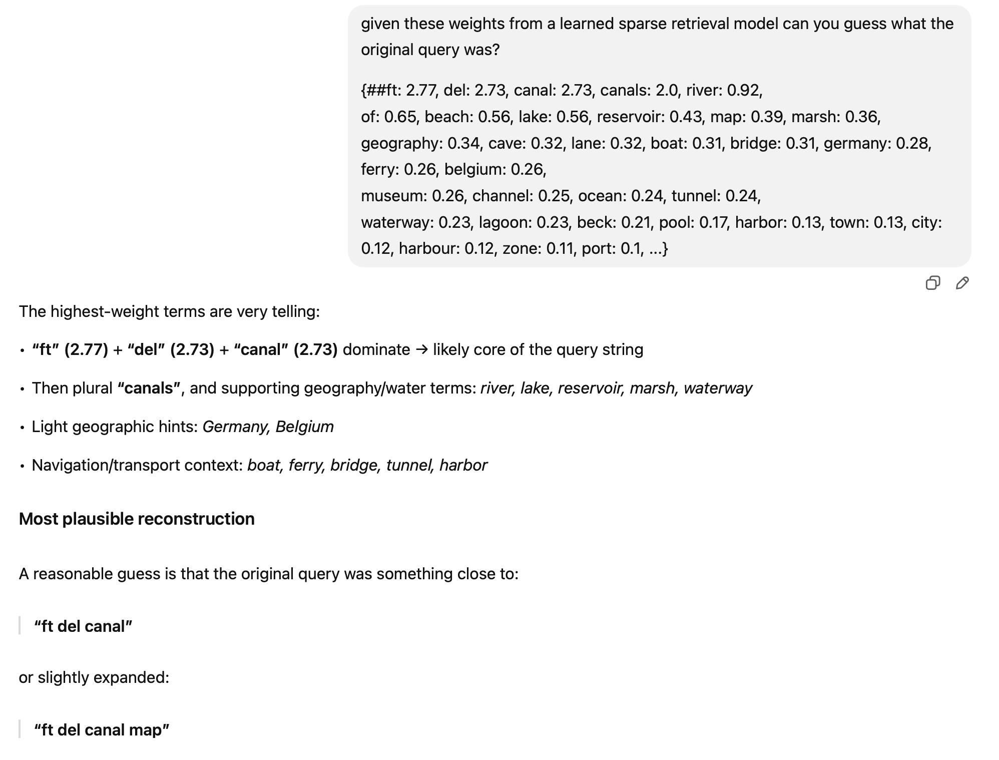 given these weights from a learned sparse retrieval model can you guess what the
original query was?
{##ft: 2.77, del: 2.73, canal: 2.73, canals: 2.0, river: 0.92,
of: 0.65, beach: 0.56, lake: 0.56, reservoir: 0.43, map: 0.39, marsh: 0.36,
geography: 0.34, cave: 0.32, lane: 0.32, boat: 0.31, bridge: 0.31, germany: 0.28,
ferry: 0.26, belgium: 0.26,
museum: 0.26, channel: 0.25, ocean: 0.24, tunnel: 0.24,
waterway: 0.23, lagoon: 0.23, beck: 0.21, pool: 0.17, harbor: 0.13, town: 0.13, city:
0.12, harbour: 0.12, zone: 0.11, port: 0.1, ...}
The highest-weight terms are very telling:
• “ft” (2.77) + “del” (2.73) + “canal” (2.73) dominate → likely core of the query string
• Then plural “canals”, and supporting geography/water terms: river, lake, reservoir, marsh, waterway
• Light geographic hints: Germany, Belgium
• Navigation/transport context: boat, ferry, bridge, tunnel, harbor
Most plausible reconstruction
A reasonable guess is that the original query was something close to:
“ft del canal”
or slightly expanded:
“ft del canal map”